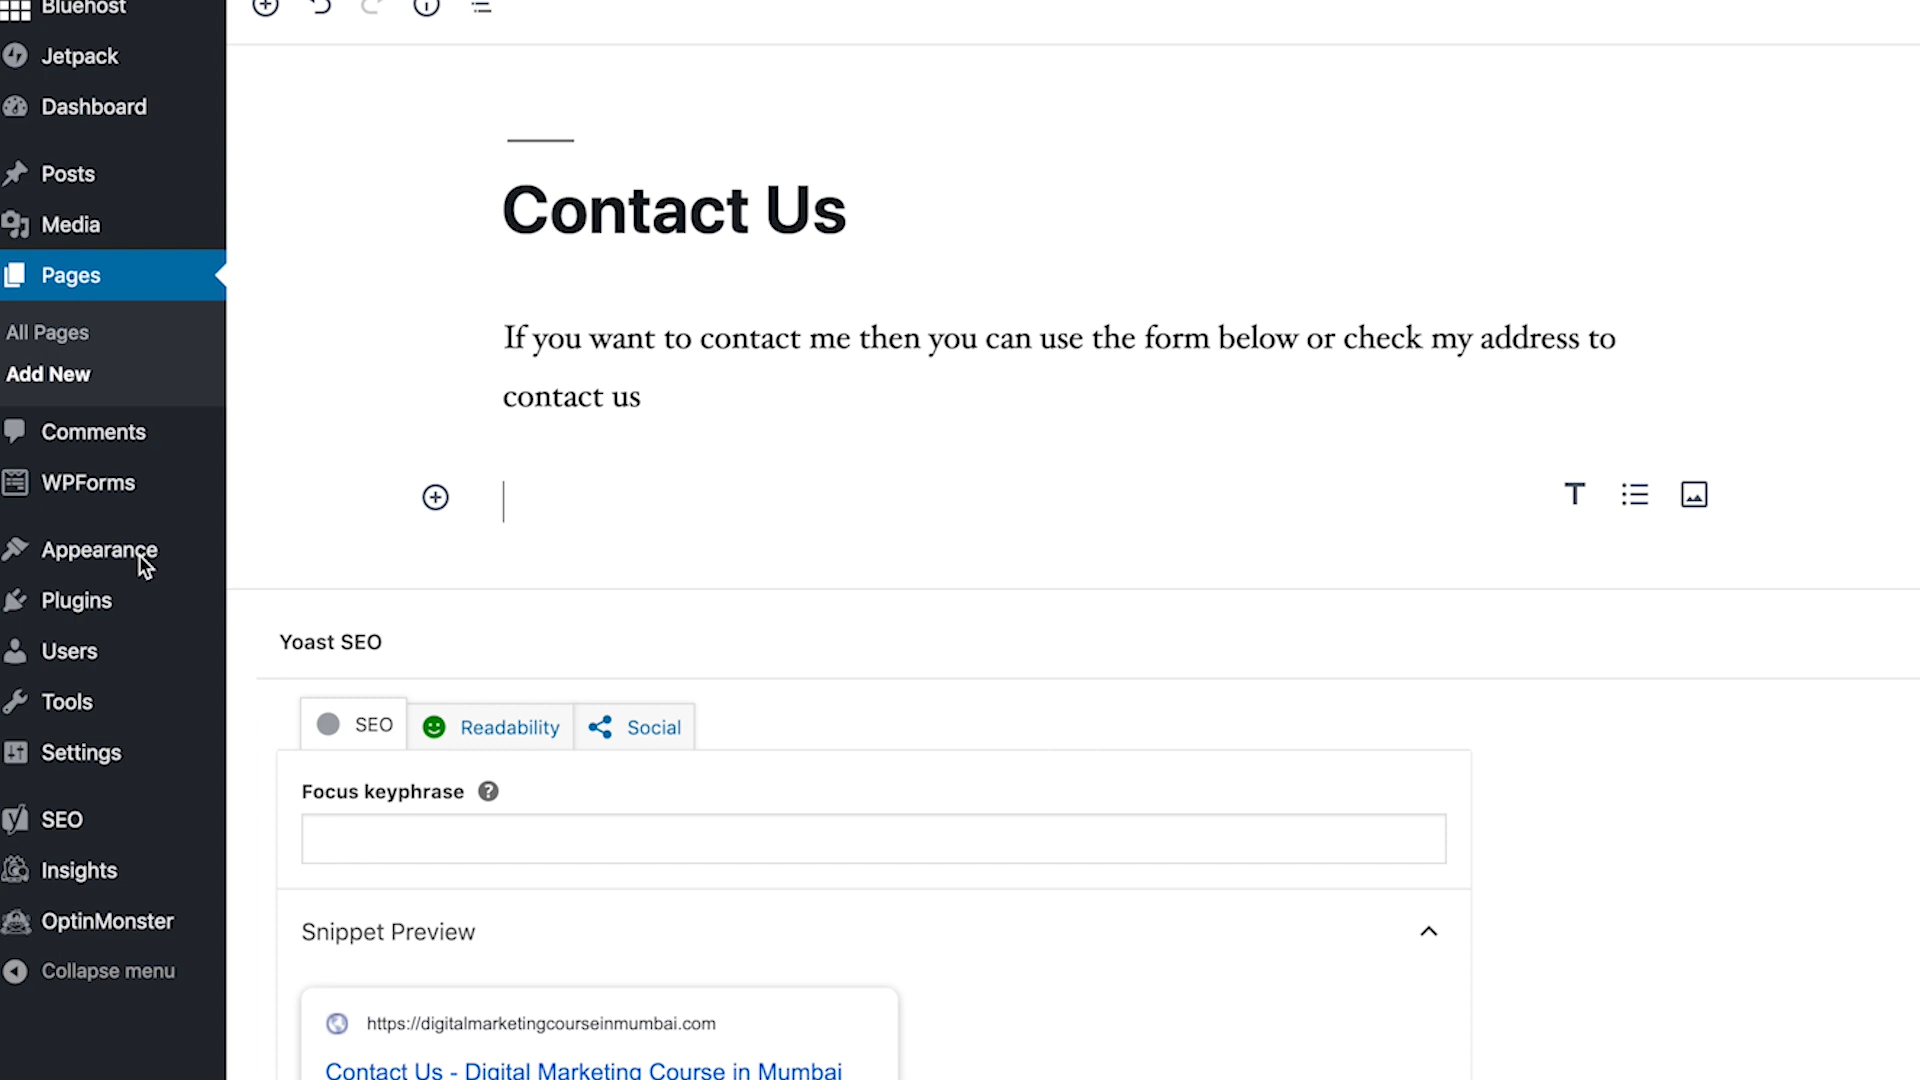 Bluehost
Jetpack
Dashboard
Posts
Media
Pages
All Pages
Add New
Comments
WPForms
Appearance
Plugins
Users
Tools
Settings
SEO
Insights
OptinMonster
Collapse menu
Contact Us
If you want to contact me then you can use the form below or check my address to
contact us
Yoast SEO
SEO
Readability
Social
Focus keyphrase
Snippet Preview
https://digitalmarketingcourseinmumbai.com
Contact Us - Digital Marketing Course in Mumbai